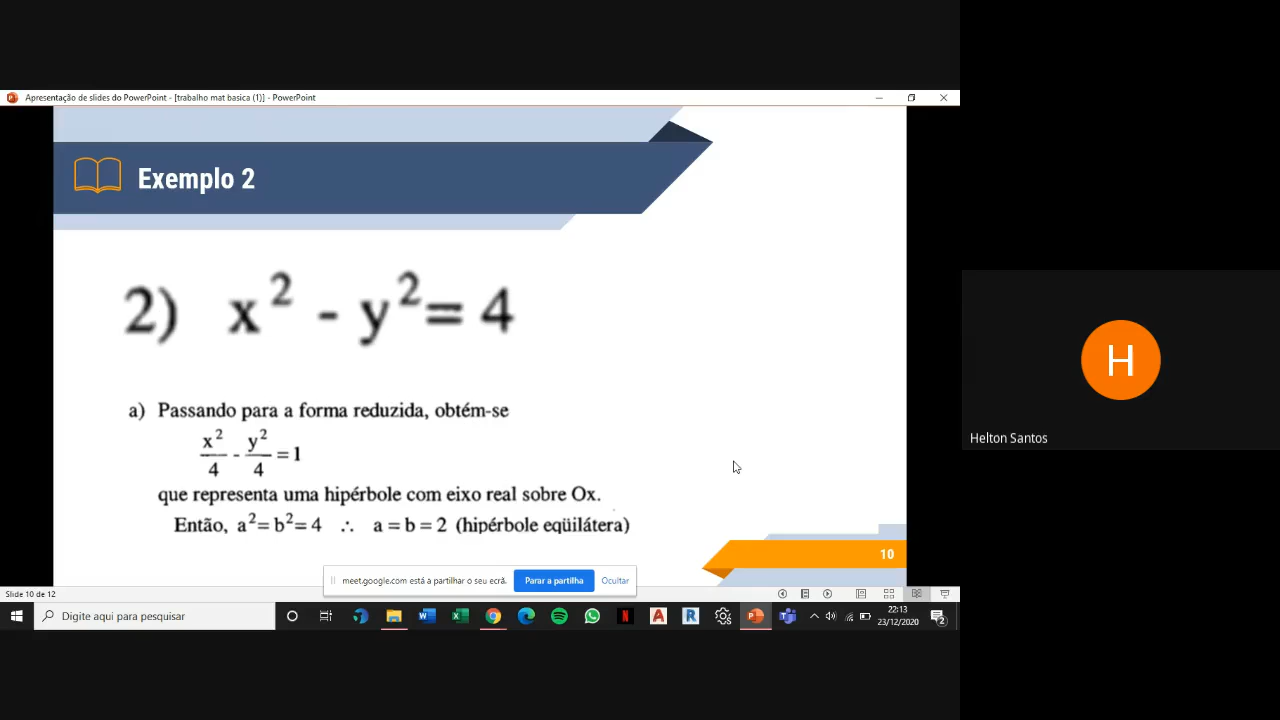 Apresentação de slides do PowerPoint - [trabalho mat basica (1)] - PowerPoint
Exemplo 2
2) x² - y² = 4
a) Passando para a forma reduzida, obtém-se
x²/4 - y²/4 = 1
que representa uma hipérbole com eixo real sobre Ox.
Então, a² = b² = 4 ∴ a = b = 2 (hipérbole eqüilátera)
10
H
Helton Santos
meet.google.com está a partilhar o seu ecrã. Parar a partilha Ocultar
Slide 10 de 12
Digite aqui para pesquisar
22:13
23/12/2020
2